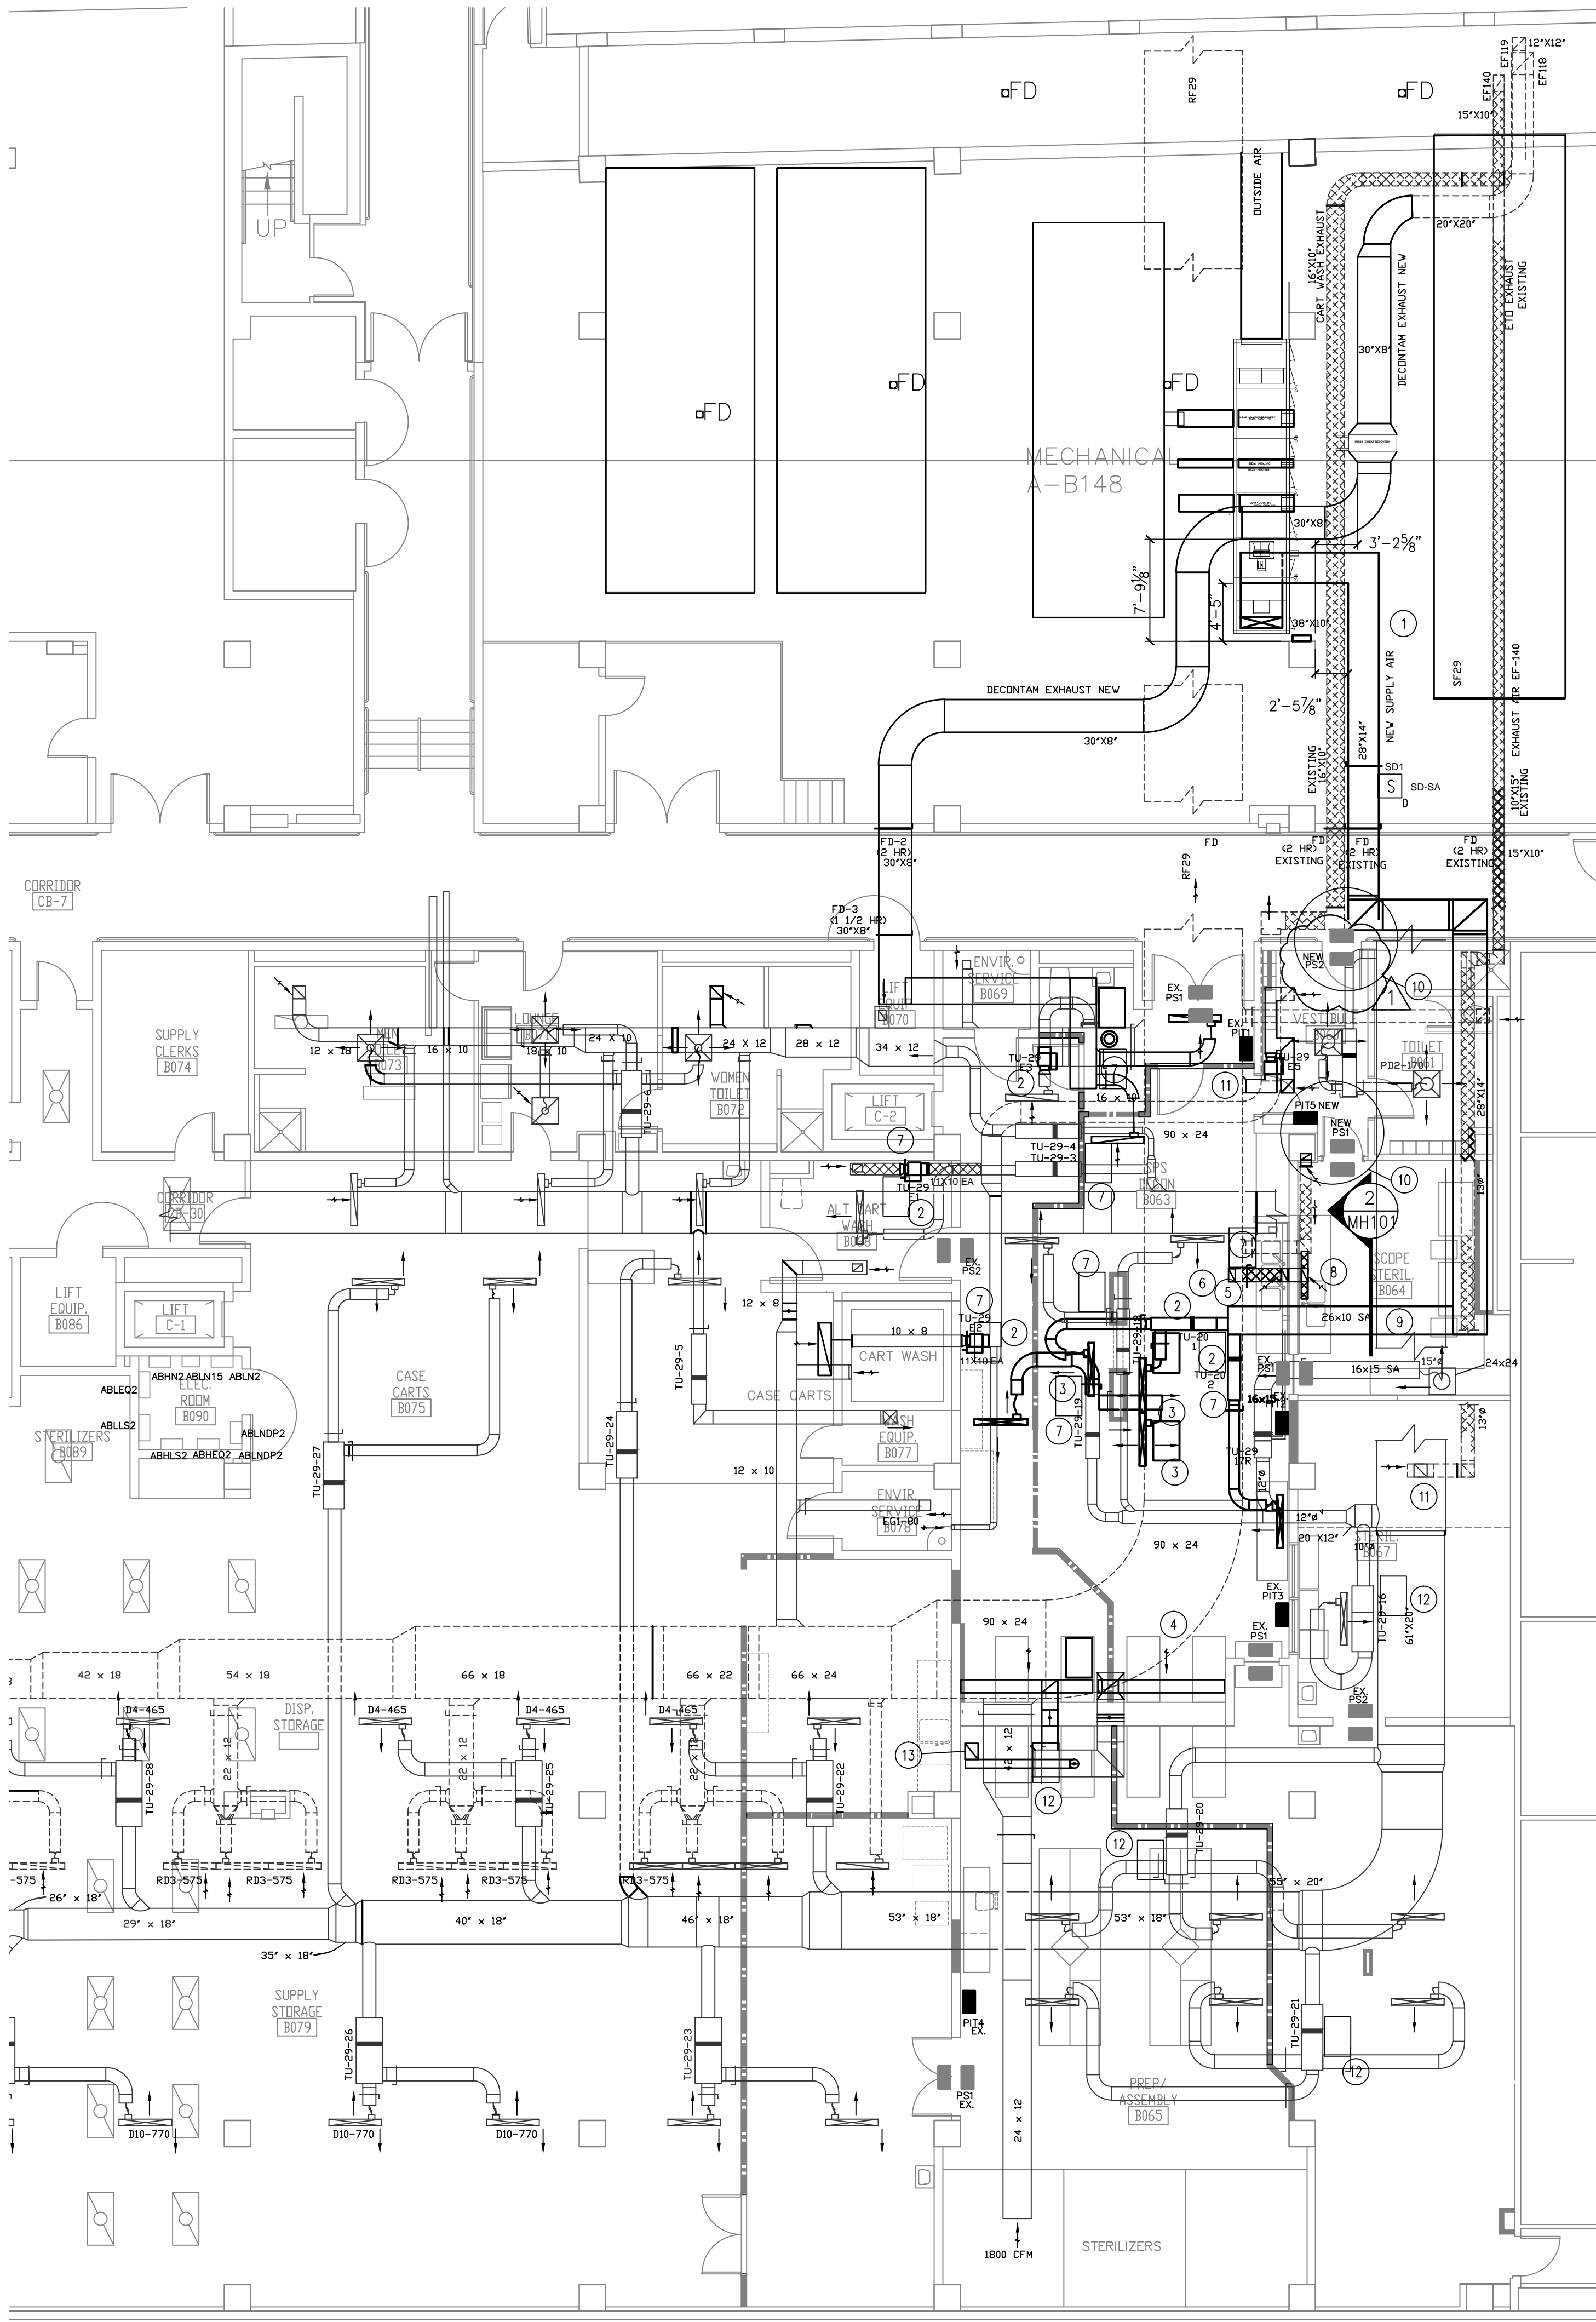 12"X12"
EF119
EF118
EF140
15"X10"
FD
FD
RF29
OUTSIDE AIR
UP
20"X20"
16"X10"
CART WASH EXHAUST
DECONTAM EXHAUST NEW
ETO EXHAUST
EXISTING
30"X8"
FD
FD
FD
MECHANICAL
A-B148
30"X8"
3'-2⅝"
7'-9⅛"
4'-5"
38"X10"
1
SF29
NEW SUPPLY AIR
EXHAUST AIR EF-140
DECONTAM EXHAUST NEW
2'-5⅞"
30"X8"
28"X14"
EXISTING
16"X10"
SD1
S
SD-SA
D
10"X15"
EXISTING
FD-2
(2 HR)
30"X8"
FD
FD
(2 HR)
EXISTING
FD
(2 HR)
EXISTING
FD
(2 HR)
EXISTING
15"X10"
RF29
CORRIDOR
CB-7
FD-3
(1 1/2 HR)
30"X8"
ENVIR.
SERVICE
B069
LIFT
EQUIP
B070
EX.
PS1
NEW
PS2
10
1
VESTIBU
SUPPLY
CLERKS
B074
12 x 18
B073
16 x 10
LOUNGE
18 x 10
24 X 10
24 X 12
28 x 12
34 x 12
TU-29
E3
2
7
16 x 10
EX.
PIT1
TU-29
E5
11
TOILET
B061
PD2-170
28"X14"
WOMEN
TOILET
B072
TU-29-6
LIFT
C-2
7
TU-29-4
TU-29-3
90 x 24
PIT5 NEW
NEW
PS1
10
13"ø
TU-29
E1
11X10 EA
2
7
B063
2
MH101
CORRIDOR
CB-30
ALT CART
WASH
B068
EX.
PS2
7
7
6
5
8
SCOPE
STERIL.
B064
LIFT
EQUIP.
B086
LIFT
C-1
12 x 8
10 x 8
CART WASH
7
TU-29
E2
2
11X10 EA
TU-29-18
2
TU-20
1
2
TU-20
2
26x10 SA
9
EX.
PS1
15"ø
16x15 SA
24x24
TU-29-5
CASE
CARTS
B075
CASE CARTS
ABHN2
ABLN15
ABLN2
ABLEQ2
ELEC.
ROOM
B090
ABLLS2
ABLNDP2
ABHLS2
ABHEQ2
ABLNDP2
STERILIZERS
B089
TU-29-27
TU-29-24
WASH
EQUIP.
B077
12 x 10
3
7
TU-29-19
3
3
7
16x15
EX
PIT2
TU-29
17R
12"ø
13"ø
11
ENVIR.
SERVICE
B078
EG1-80
12"ø
20 X12"
10"ø
STERIL.
B067
90 x 24
EX.
PIT3
TU-29-16
12
61"X20"
90 x 24
4
EX.
PS1
EX.
PS2
42 x 18
54 x 18
66 x 18
66 x 22
66 x 24
D4-465
D4-465
D4-465
D4-465
DISP.
STORAGE
22 x 12
22 x 12
22 x 12
TU-29-28
TU-29-25
TU-29-22
13
42 x 12
12
12
TU-29-20
-575
RD3-575
RD3-575
RD3-575
RD3-575
RD3-575
26" x 18"
29" x 18"
35" x 18"
40" x 18"
46" x 18"
53" x 18"
53" x 18"
55" x 20"
SUPPLY
STORAGE
B079
TU-29-26
TU-29-23
PIT4
EX.
TU-29-21
12
PS1
EX.
PREP/
ASSEMBLY
B065
D10-770
D10-770
D10-770
24 x 12
1800 CFM
STERILIZERS